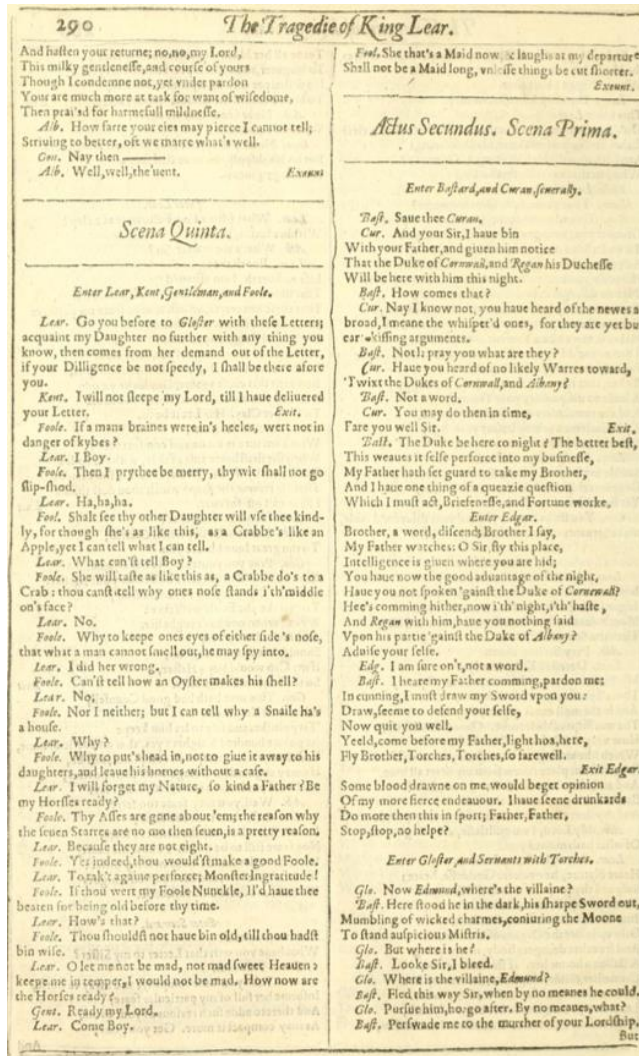 290
The Tragedie of King Lear.
And hasten your returne; no,no,my Lord,
This milky gentlenesse,and course of yours
Though I condemne not,yet vnder pardon
Your are much more at task for want of wisedome,
Then prai'sd for harmefull mildnesse.
Alb. How farre your eies may pierce I cannot tell;
Striuing to better, oft we marre what's well.
Gon. Nay then ———
Alb. Well,well,the'uent. Exeunt
Scena Quinta.
Enter Lear, Kent, Gentleman, and Foole.
Lear. Go you before to Gloster with these Letters;
acquaint my Daughter no further with any thing you
know, then comes from her demand out of the Letter,
if your Dilligence be not speedy, I shall be there afore
you.
Kent. I will not sleepe my Lord, till I haue deliuered
your Letter. Exit.
Foole. If a mans braines were in's heeles, wert not in
danger of kybes?
Lear. I Boy.
Foole. Then I prythee be merry, thy wit shall not go
slip-shod.
Lear. Ha,ha,ha.
Fool. Shalt see thy other Daughter will vse thee kind-
ly, for though she's as like this, as a Crabbe's like an
Apple,yet I can tell what I can tell.
Lear. What can'st tell Boy?
Foole. She will taste as like this as, a Crabbe do's to a
Crab: thou canst tell why ones nose stands i'th'middle
on's face?
Lear. No.
Foole. Why to keepe ones eyes of either side's nose,
that what a man cannot smell out,he may spy into.
Lear. I did her wrong.
Foole. Can'st tell how an Oyster makes his shell?
Lear. No.
Foole. Nor I neither; but I can tell why a Snaile ha's
a house.
Lear. Why?
Foole. Why to put's head in,not to giue it away to his
daughters,and leaue his hornes without a case.
Lear. I will forget my Nature, so kind a Father? Be
my Horsses ready?
Foole. Thy Asses are gone about 'em; the reason why
the seuen Starres are no mo then seuen,is a pretty reason.
Lear. Because they are not eight.
Foole. Yes indeed,thou would'st make a good Foole.
Lear. To tak't againe perforce; Monster Ingratitude!
Foole. If thou wert my Foole Nunckle, Il'd haue thee
beaten for being old before thy time.
Lear. How's that?
Foole. Thou shouldst not haue bin old, till thou hadst
bin wise.
Lear. O let me not be mad, not mad sweet Heauen:
keepe me in temper,I would not be mad. How now are
the Horses ready?
Gent. Ready my Lord.
Lear. Come Boy.
Fool. She that's a Maid now, & laughs at my departure,
Shall not be a Maid long, vnlesse things be cut shorter.
Exeunt.
Actus Secundus. Scena Prima.
Enter Bastard, and Curan, seuerally.
Bast. Saue thee Curan.
Cur. And your Sir,I haue bin
With your Father,and giuen him notice
That the Duke of Cornwall,and Regan his Duchesse
Will be here with him this night.
Bast. How comes that?
Cur. Nay I know not, you haue heard of the newes a-
broad,I meane the whisper'd ones, for they are yet but
ear-kissing arguments.
Bast. Not I: pray you what are they?
Cur. Haue you heard of no likely Warres toward,
'Twixt the Dukes of Cornwall,and Albany?
Bast. Not a word.
Cur. You may do then in time,
Fare you well Sir. Exit.
Bast. The Duke be here to night? The better best,
This weaues it selfe perforce into my businesse,
My Father hath set guard to take my Brother,
And I haue one thing of a queazie question
Which I must act,Briefenesse,and Fortune worke.
Enter Edgar.
Brother, a word, discend; Brother I say,
My Father watches: O Sir,fly this place,
Intelligence is giuen where you are hid;
You haue now the good aduantage of the night,
Haue you not spoken 'gainst the Duke of Cornewall?
Hee's comming hither,now i'th'night,i'th'haste,
And Regan with him,haue you nothing said
Vpon his partie 'gainst the Duke of Albany?
Aduise your selfe.
Edg. I am sure on't,not a word.
Bast. I heare my Father comming,pardon me:
In cunning,I must draw my Sword vpon you:
Draw,seeme to defend your selfe,
Now quit you well.
Yeeld,come before my Father,light hoa,here,
Fly Brother,Torches,Torches,so farewell.
Exit Edgar.
Some blood drawne on me,would beget opinion
Of my more fierce endeauour. I haue seene drunkards
Do more then this in sport; Father,Father,
Stop,stop,no helpe?
Enter Gloster, and Seruants with Torches.
Glo. Now Edmund,where's the villaine?
Bast. Here stood he in the dark,his sharpe Sword out,
Mumbling of wicked charmes,coniuring the Moone
To stand auspicious Mistris.
Glo. But where is he?
Bast. Looke Sir,I bleed.
Glo. Where is the villaine,Edmund?
Bast. Fled this way Sir,when by no meanes he could.
Glo. Pursue him,ho:go after. By no meanes,what?
Bast. Perswade me to the murther of your Lordship,
But